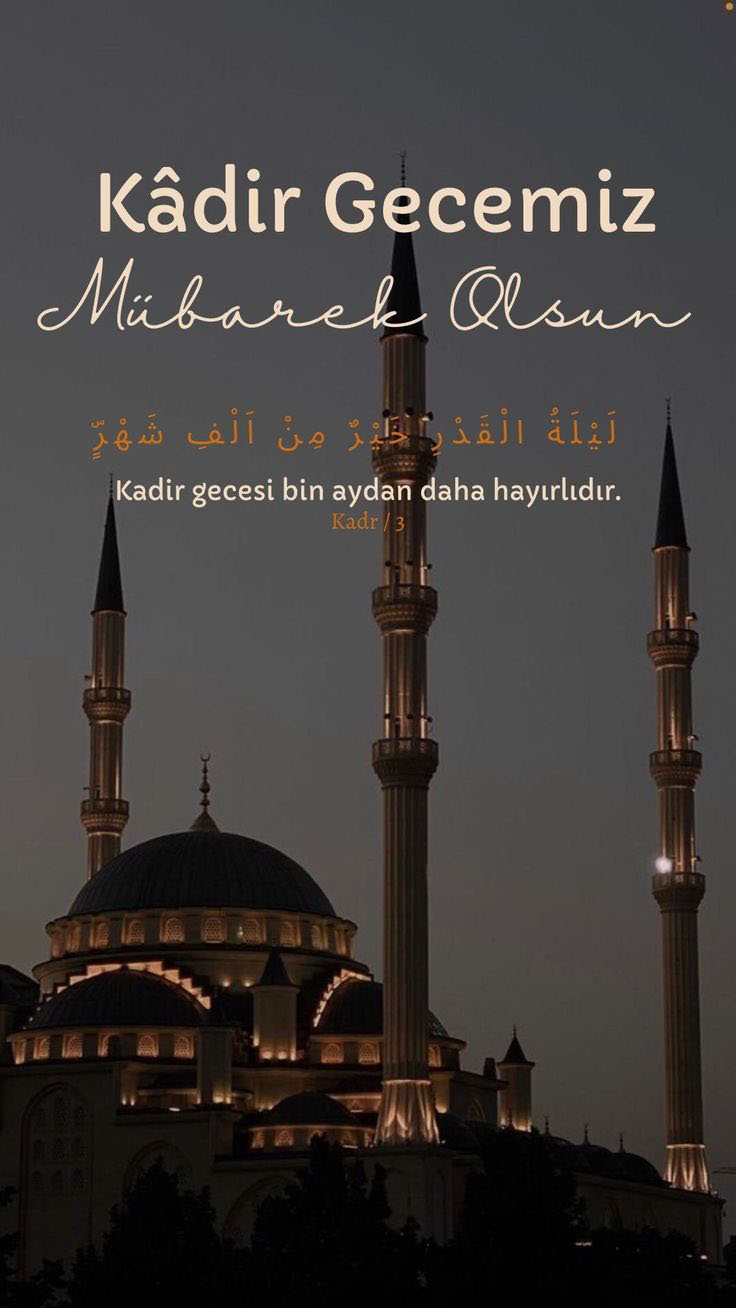 Kâdir Gecemiz
Mübarek Olsun
لَيْلَةُ الْقَدْرِ خَيْرٌ مِنْ اَلْفِ شَهْرٍۜ
Kadir gecesi bin aydan daha hayırlıdır.
Kadr / 3